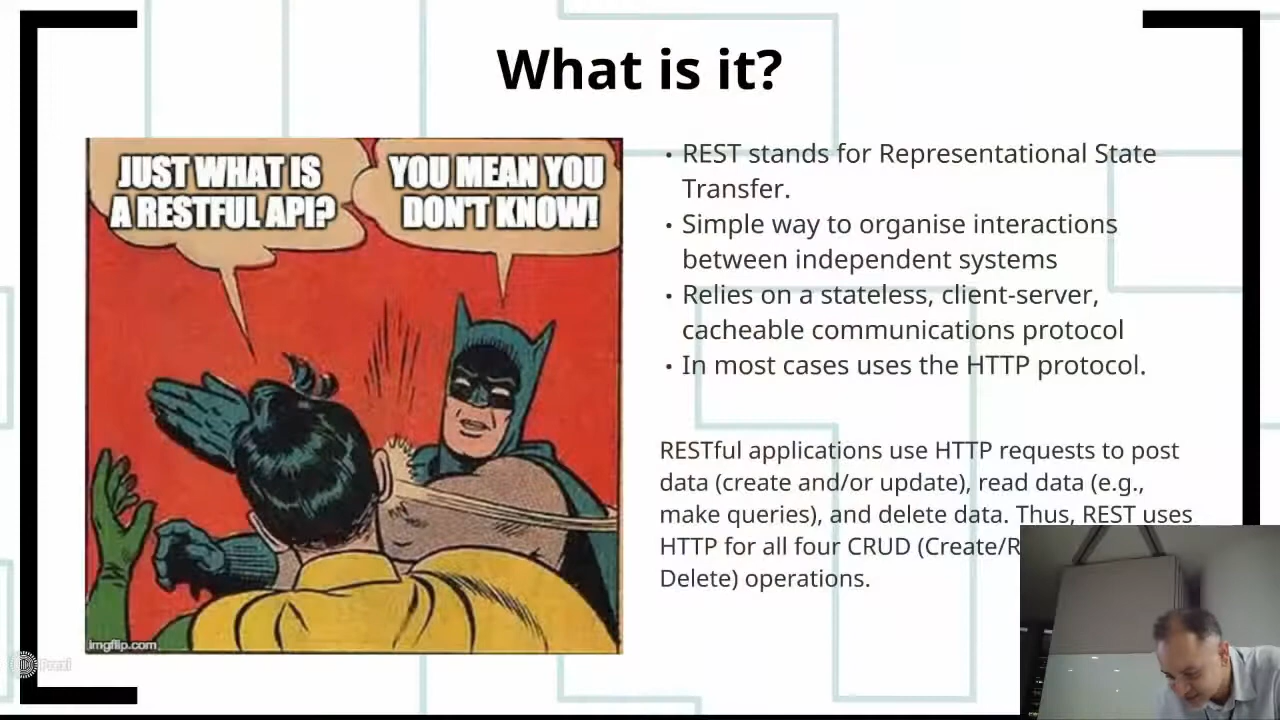 What is it?
JUST WHAT IS
A RESTFUL API?
YOU MEAN YOU
DON'T KNOW!
• REST stands for Representational State
Transfer.
• Simple way to organise interactions
between independent systems
• Relies on a stateless, client-server,
cacheable communications protocol
• In most cases uses the HTTP protocol.
RESTful applications use HTTP requests to post
data (create and/or update), read data (e.g.,
make queries), and delete data. Thus, REST uses
HTTP for all four CRUD (Create/R
Delete) operations.
imgflip.com
Prezi